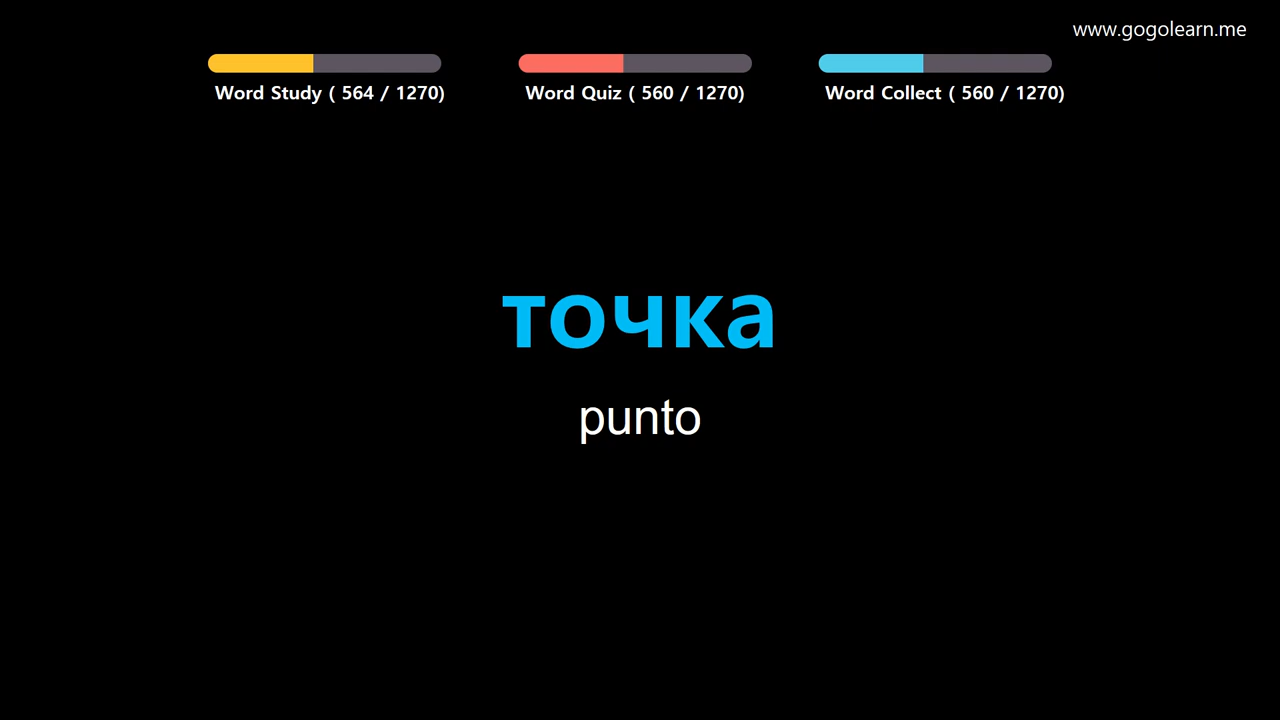 www.gogolearn.me
Word Study ( 564 / 1270)
Word Quiz ( 560 / 1270)
Word Collect ( 560 / 1270)
точка
punto